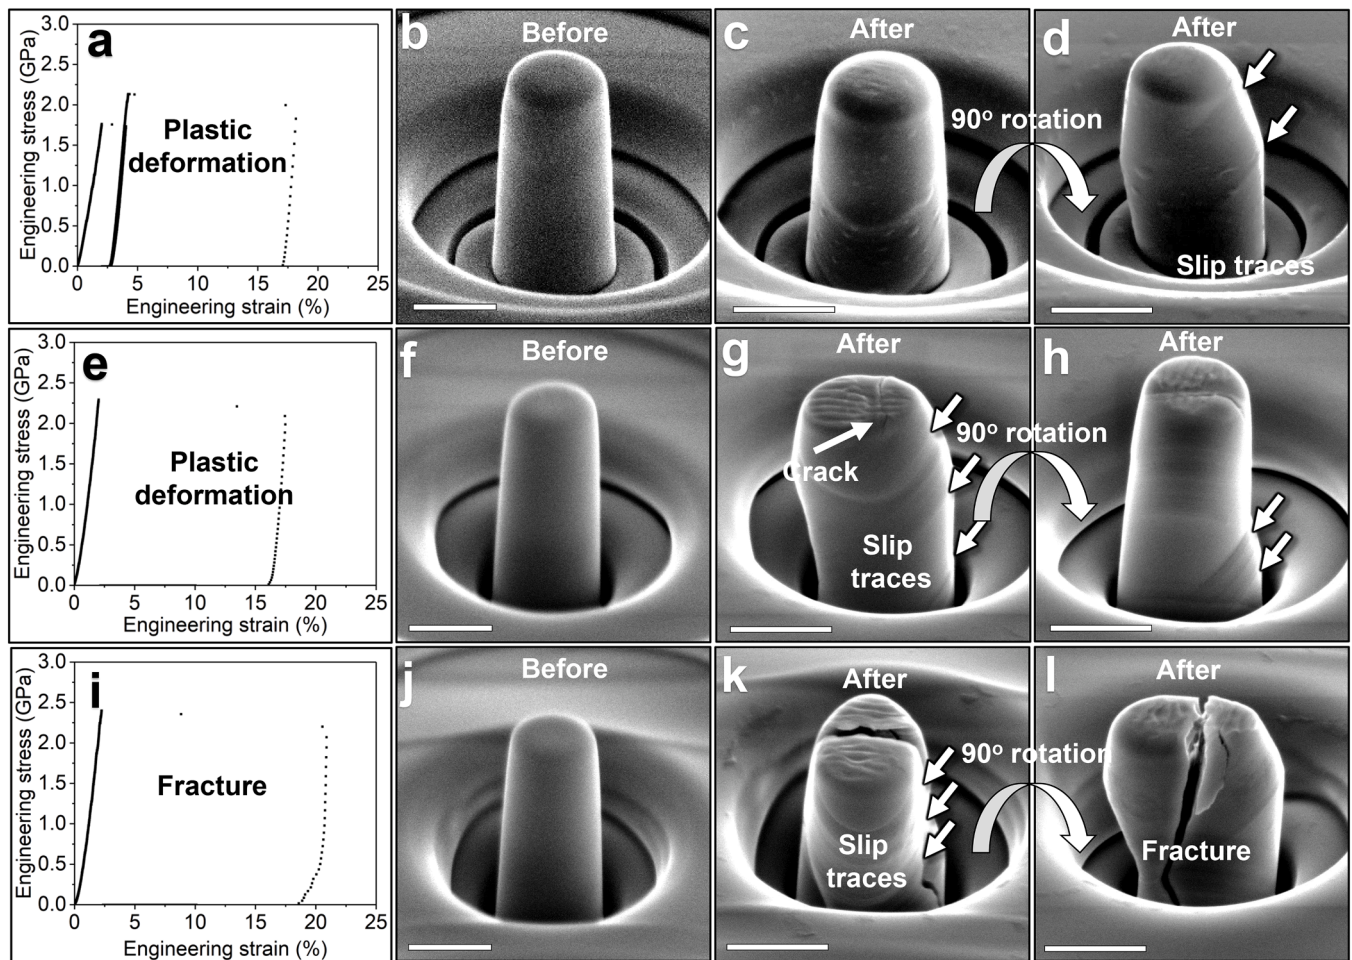 a
3.0
2.5
2.0
1.5
1.0
0.5
0.0
Engineering stress (GPa)
Plastic
deformation
0 5 10 15 20 25
Engineering strain (%)
b
Before
c
After
90° rotation
d
After
Slip traces
e
3.0
2.5
2.0
1.5
1.0
0.5
0.0
Engineering stress (GPa)
Plastic
deformation
0 5 10 15 20 25
Engineering strain (%)
f
Before
g
After
Crack
Slip
traces
90° rotation
h
After
i
3.0
2.5
2.0
1.5
1.0
0.5
0.0
Engineering stress (GPa)
Fracture
0 5 10 15 20 25
Engineering strain (%)
j
Before
k
After
Slip
traces
90° rotation
l
After
Fracture